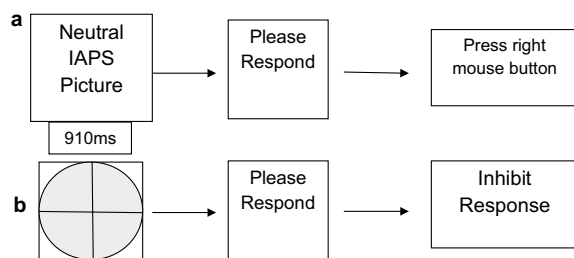 a
Neutral
IAPS
Picture
910ms
Please
Respond
Press right
mouse button
b
Please
Respond
Inhibit
Response